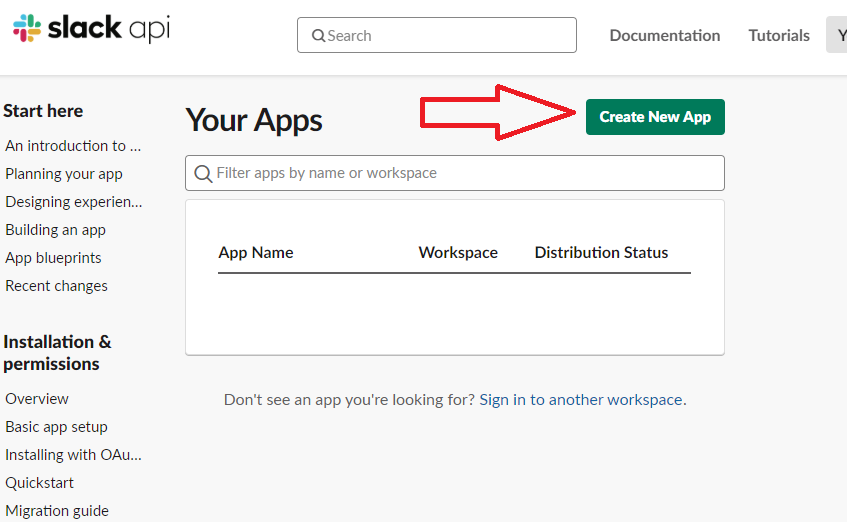 slack api
Search
Documentation
Tutorials
Y
Start here
An introduction to ...
Planning your app
Designing experien...
Building an app
App blueprints
Recent changes
Installation &
permissions
Overview
Basic app setup
Installing with OAu...
Quickstart
Migration guide
Your Apps
Create New App
Filter apps by name or workspace
App Name Workspace Distribution Status
Don't see an app you're looking for? Sign in to another workspace.